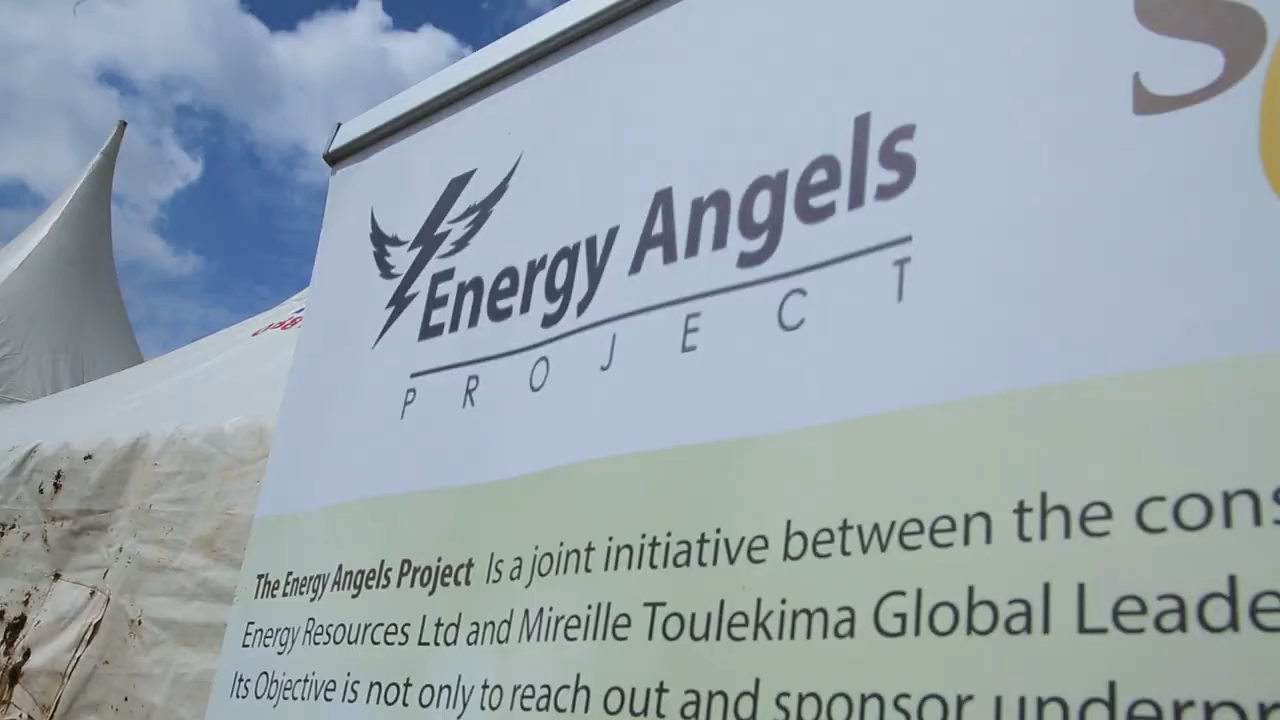 Energy Angels
PROJECT
The Energy Angels Project Is a joint initiative between the cons
Energy Resources Ltd and Mireille Toulekima Global Leade
Its Objective is not only to reach out and sponsor underpr